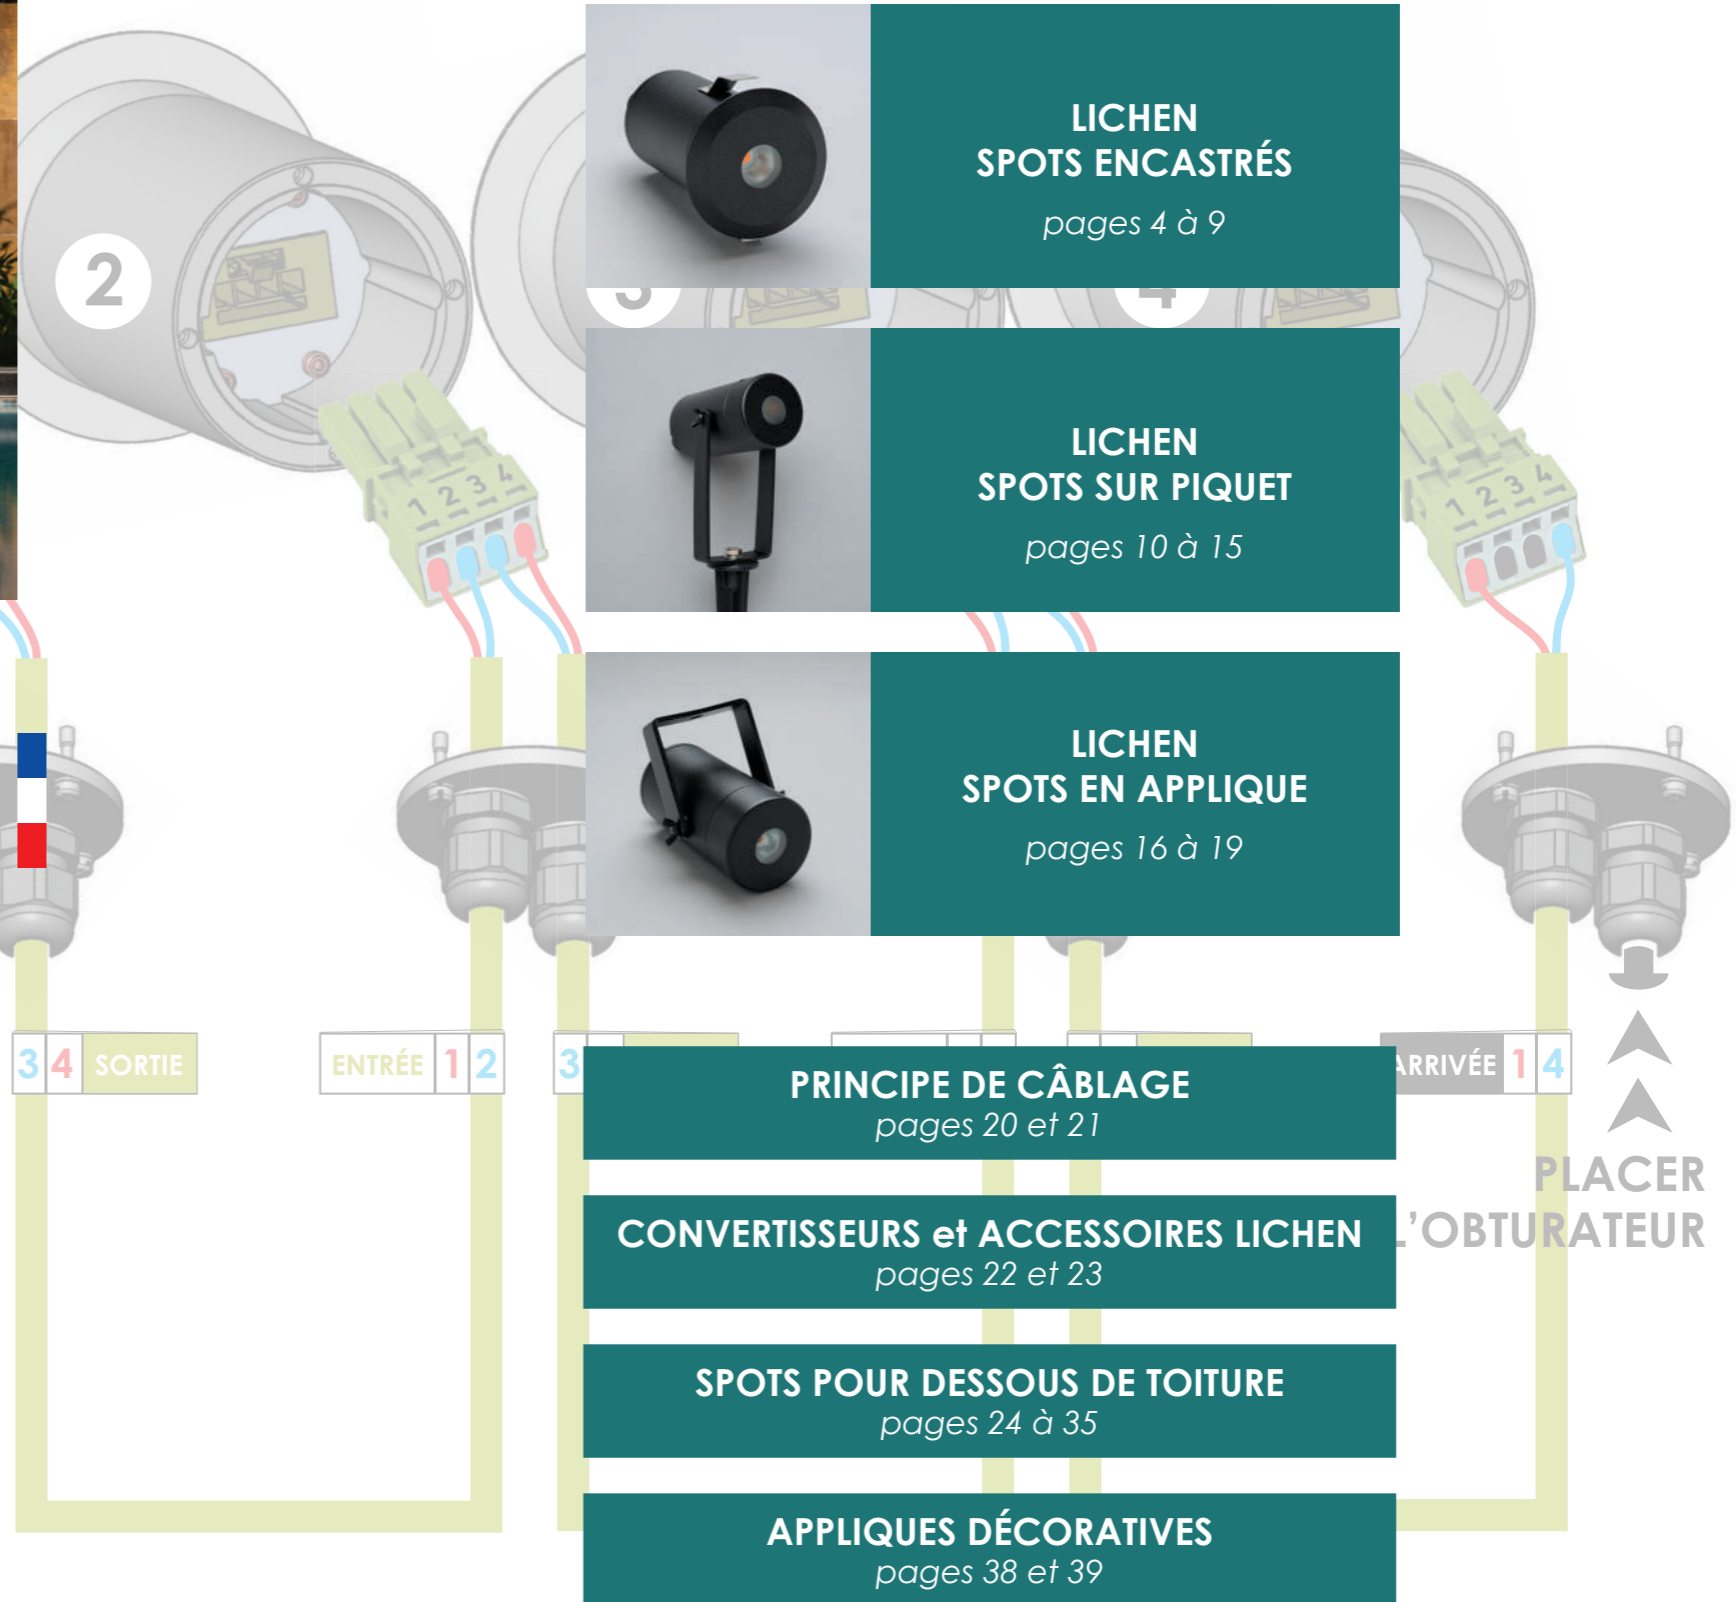 LICHEN
SPOTS ENCASTRÉS
pages 4 à 9
2
3
4
LICHEN
SPOTS SUR PIQUET
pages 10 à 15
1 2 3 4
1 2 3 4
LICHEN
SPOTS EN APPLIQUE
pages 16 à 19
3 4 SORTIE
ENTRÉE 1 2
3
ARRIVÉE 1 4
PRINCIPE DE CÂBLAGE
pages 20 et 21
PLACER
L'OBTURATEUR
CONVERTISSEURS et ACCESSOIRES LICHEN
pages 22 et 23
SPOTS POUR DESSOUS DE TOITURE
pages 24 à 35
APPLIQUES DÉCORATIVES
pages 38 et 39